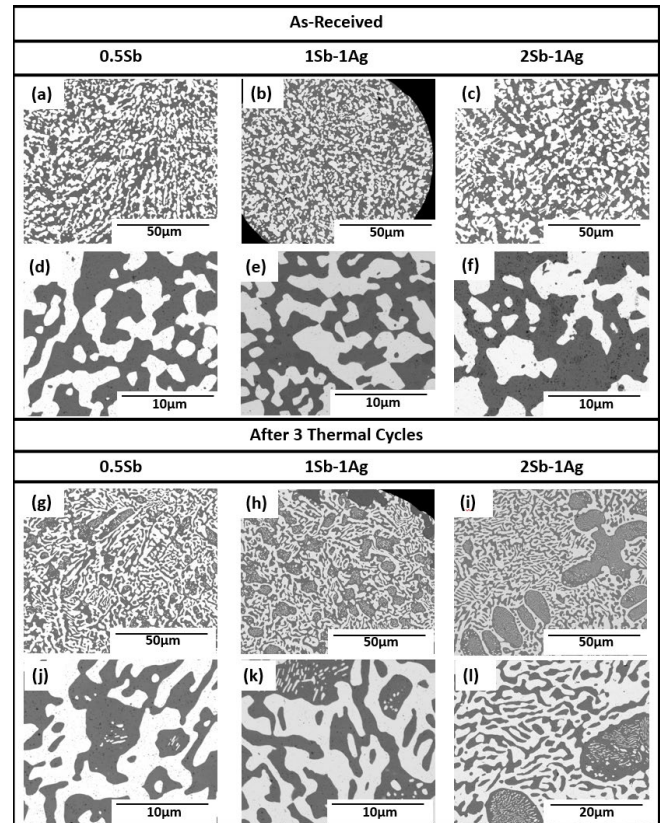 As-Received
0.5Sb 1Sb-1Ag 2Sb-1Ag
(a) (b) (c)
50μm 50μm 50μm
(d) (e) (f)
10μm 10μm 10μm
After 3 Thermal Cycles
0.5Sb 1Sb-1Ag 2Sb-1Ag
(g) (h) (i)
50μm 50μm 50μm
(j) (k) (l)
10μm 10μm 20μm